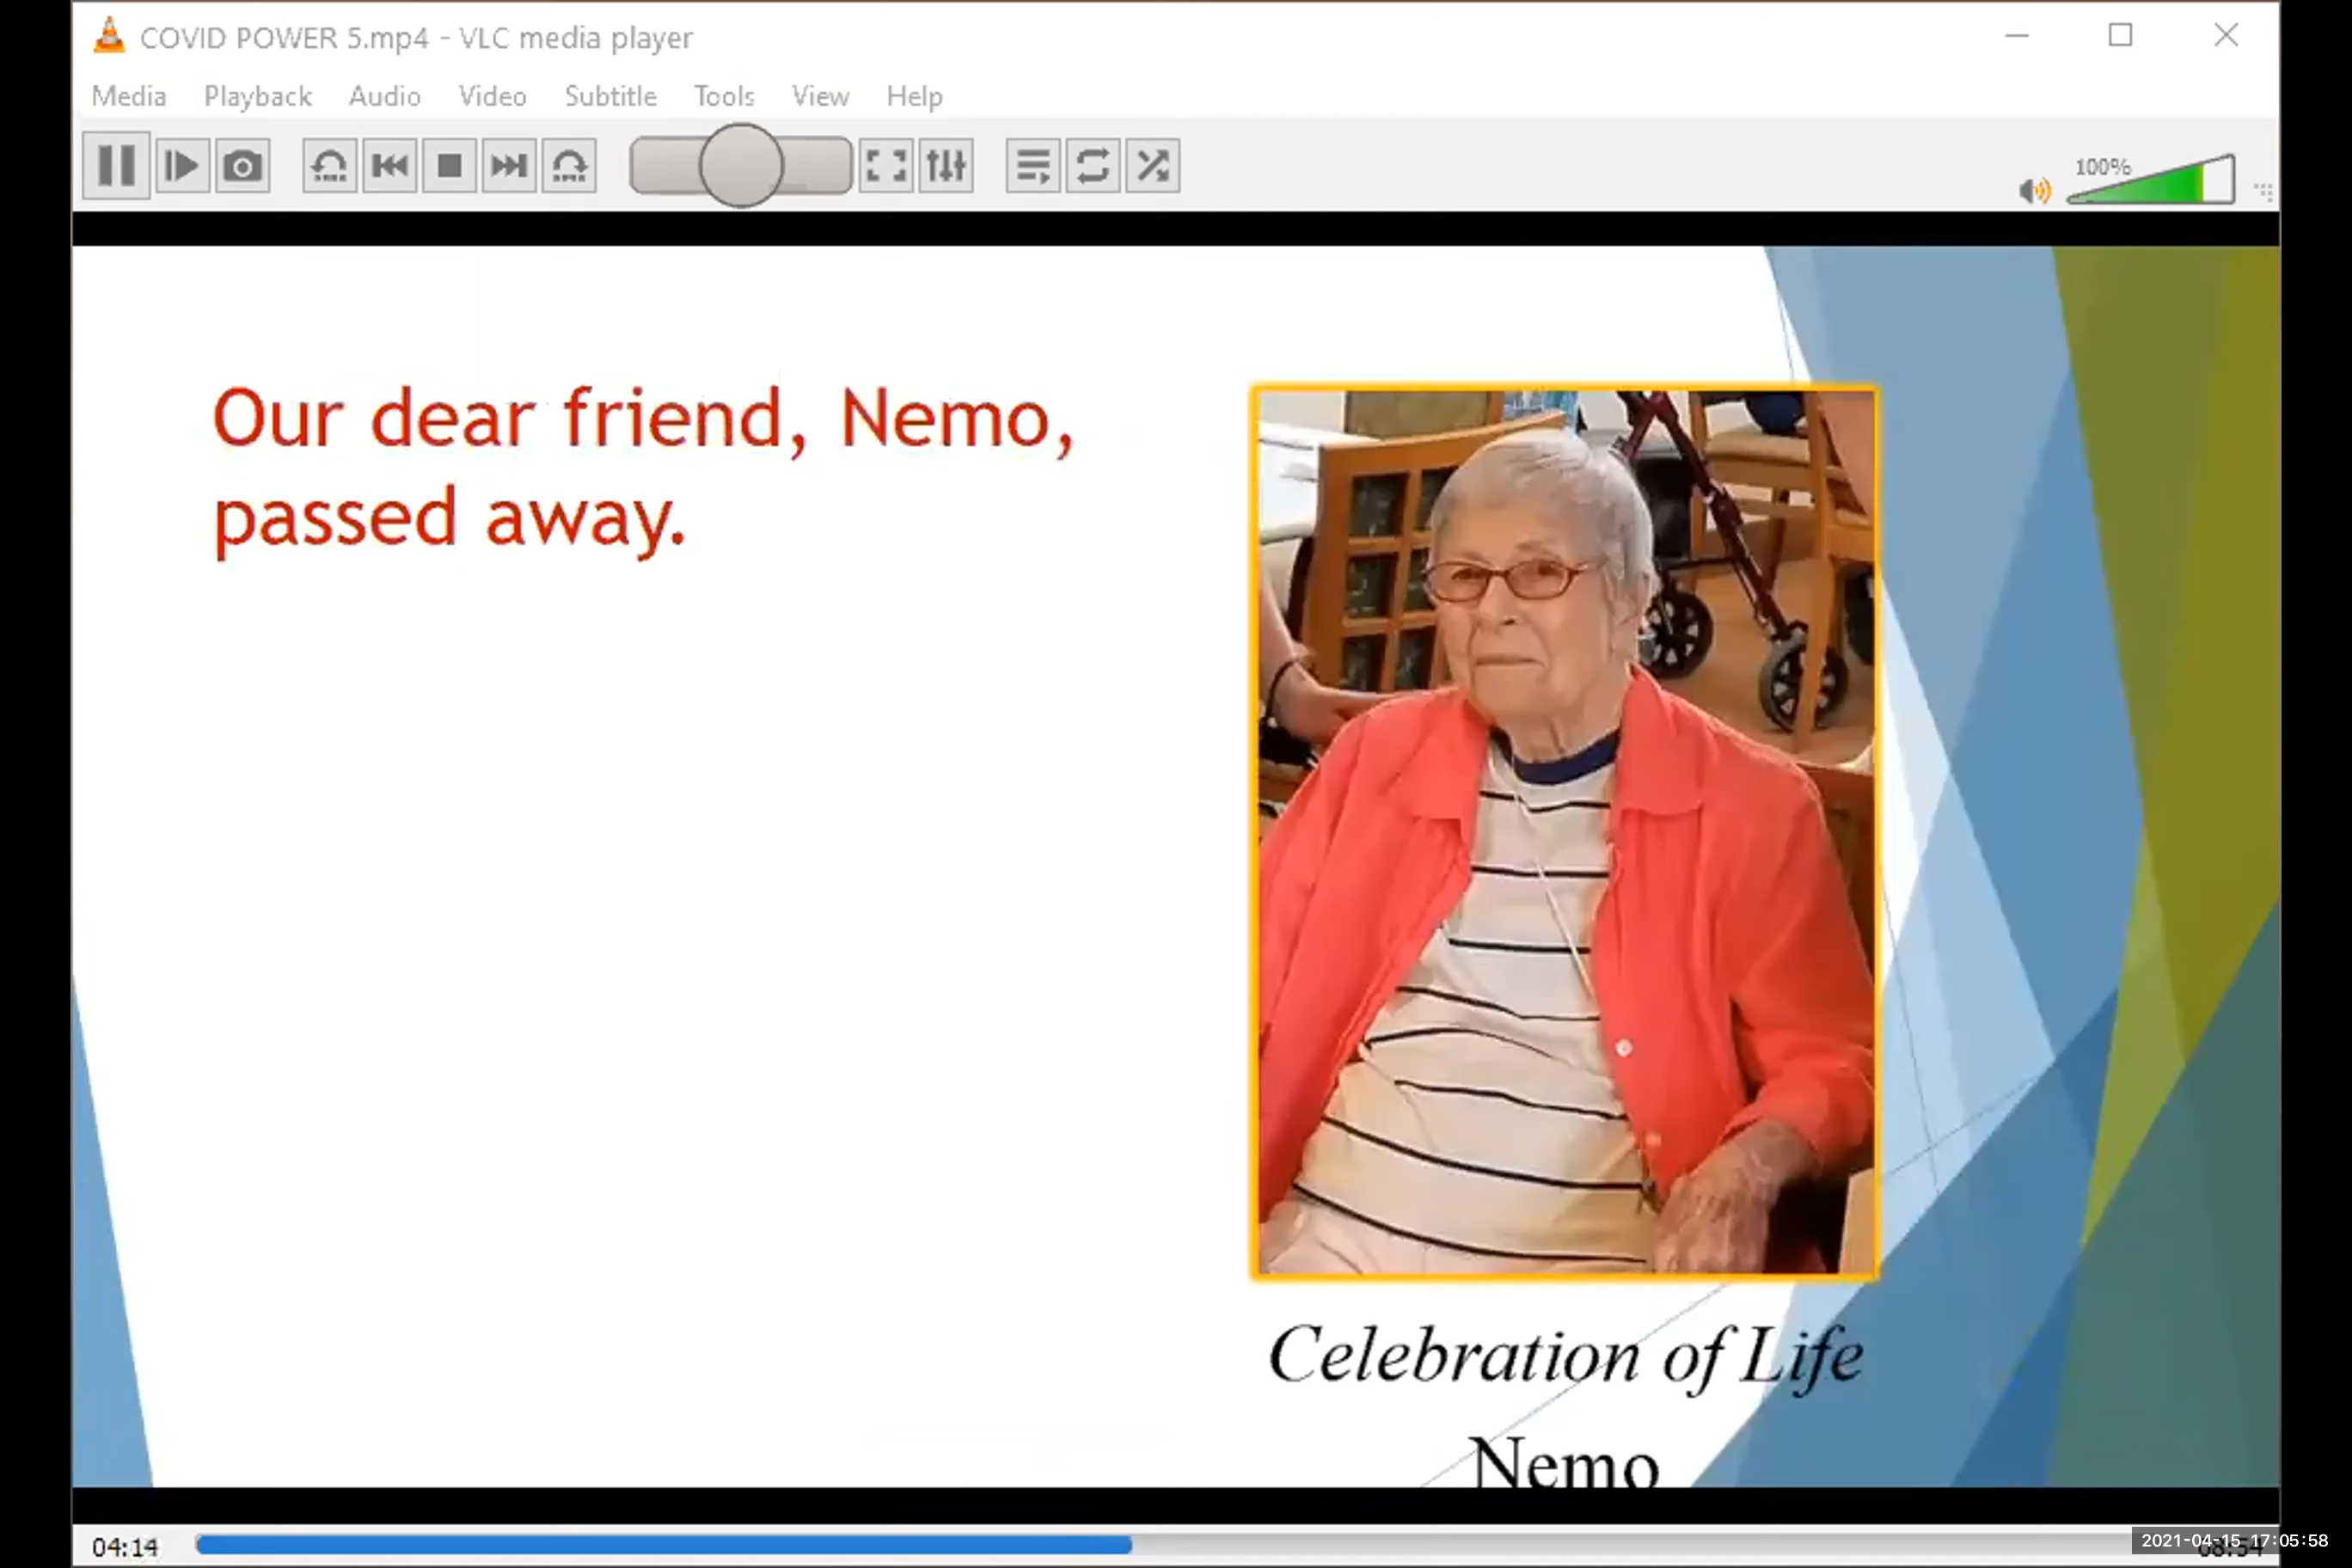 COVID POWER 5.mp4 - VLC media player
Media Playback Audio Video Subtitle Tools View Help
100%
Our dear friend, Nemo,
passed away.
Celebration of Life
Nemo
04:14
2021-04-15 17:05:58